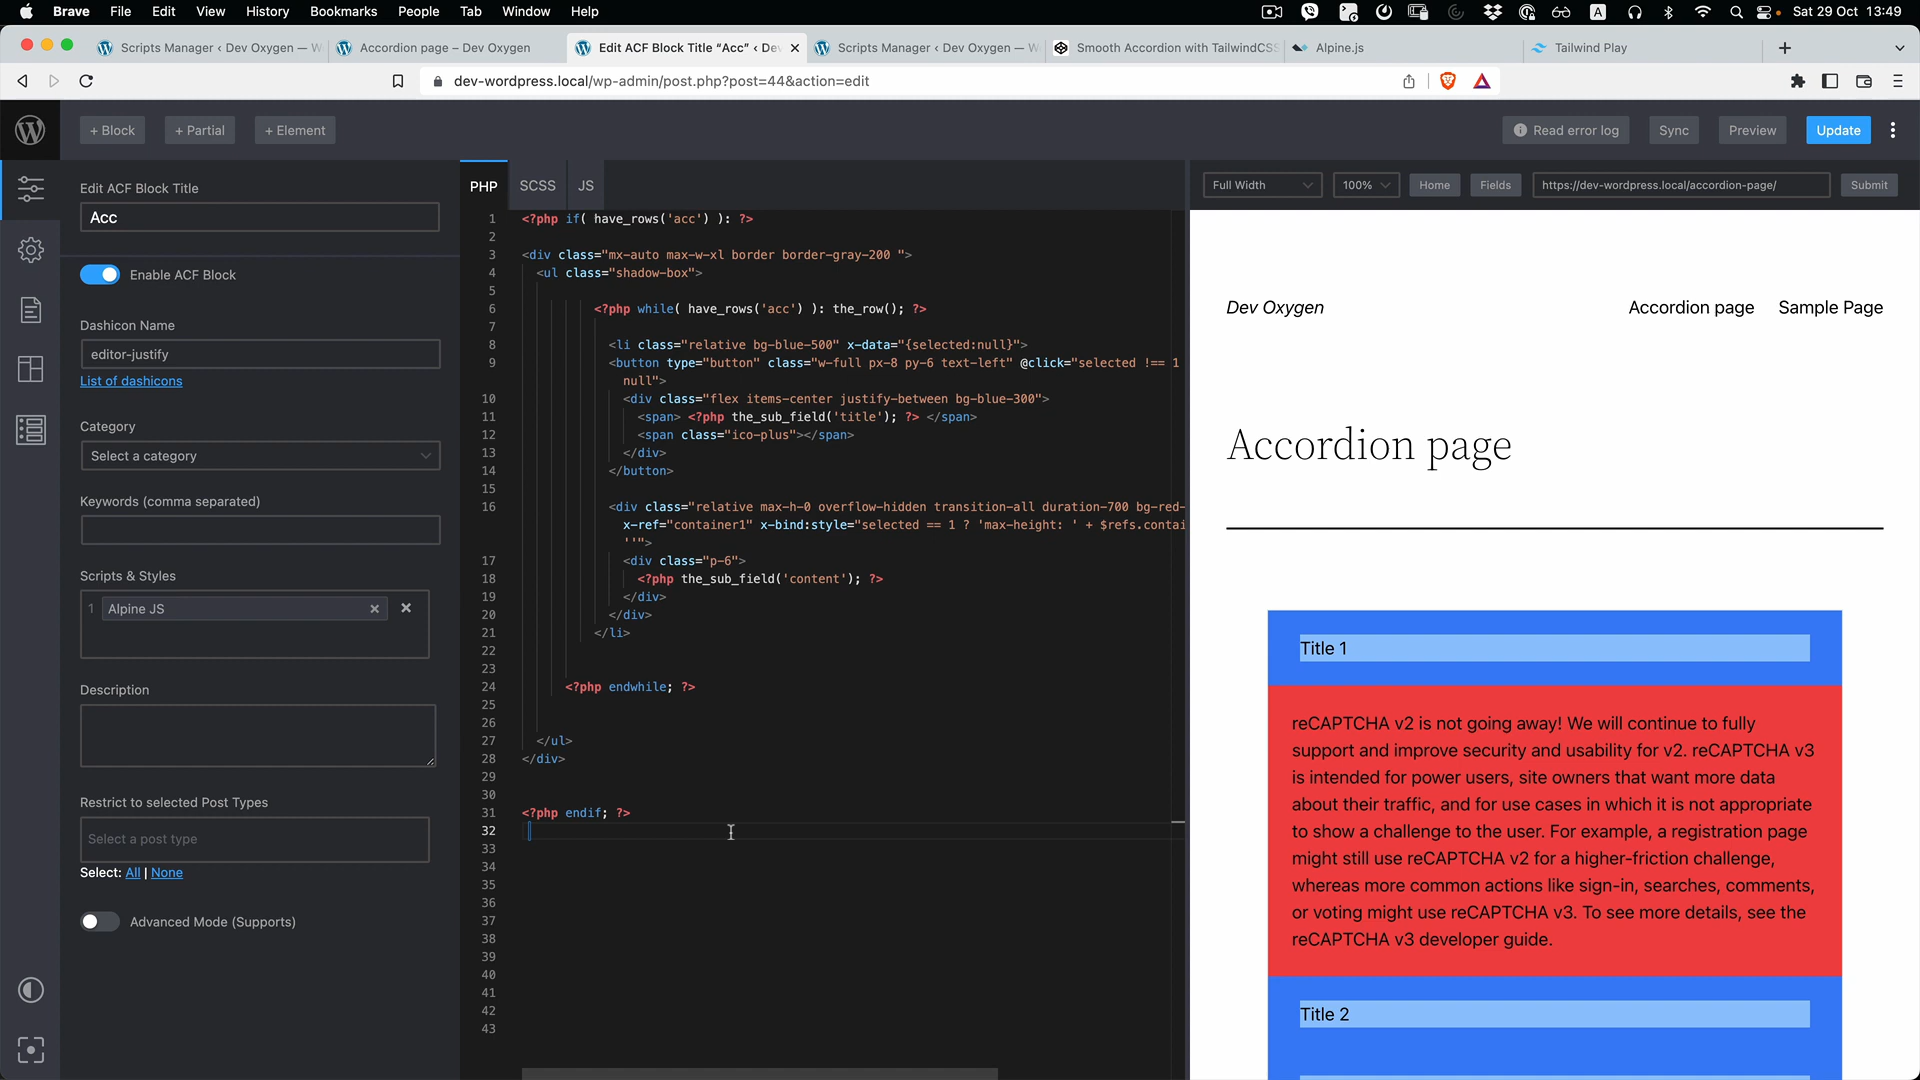 Brave File Edit View History Bookmarks People Tab Window Help
Sat 29 Oct 13:49
Scripts Manager ‹ Dev Oxygen — W
Accordion page – Dev Oxygen
Edit ACF Block Title “Acc” ‹ Dev
Scripts Manager ‹ Dev Oxygen — W
Smooth Accordion with TailwindCSS
Alpine.js
Tailwind Play
dev-wordpress.local/wp-admin/post.php?post=44&action=edit
+ Block
+ Partial
+ Element
Read error log
Sync
Preview
Update
Edit ACF Block Title
Acc
Enable ACF Block
Dashicon Name
editor-justify
List of dashicons
Category
Select a category
Keywords (comma separated)
Scripts & Styles
1 Alpine JS
Description
Restrict to selected Post Types
Select a post type
Select: All | None
Advanced Mode (Supports)
PHP SCSS JS
1 <?php if( have_rows('acc') ): ?>
2
3 <div class="mx-auto max-w-xl border border-gray-200 ">
4 <ul class="shadow-box">
5
6 <?php while( have_rows('acc') ): the_row(); ?>
7
8 <li class="relative bg-blue-500" x-data="{selected:null}">
9 <button type="button" class="w-full px-8 py-6 text-left" @click="selected !== 1
null">
10 <div class="flex items-center justify-between bg-blue-300">
11 <span> <?php the_sub_field('title'); ?> </span>
12 <span class="ico-plus"></span>
13 </div>
14 </button>
15
16 <div class="relative max-h-0 overflow-hidden transition-all duration-700 bg-red-
x-ref="container1" x-bind:style="selected == 1 ? 'max-height: ' + $refs.contai
''">
17 <div class="p-6">
18 <?php the_sub_field('content'); ?>
19 </div>
20 </div>
21 </li>
22
23
24 <?php endwhile; ?>
25
26
27 </ul>
28 </div>
29
30
31 <?php endif; ?>
32
33
34
35
36
37
38
39
40
41
42
43
Full Width
100%
Home
Fields
https://dev-wordpress.local/accordion-page/
Submit
Dev Oxygen
Accordion page Sample Page
Accordion page
Title 1
reCAPTCHA v2 is not going away! We will continue to fully
support and improve security and usability for v2. reCAPTCHA v3
is intended for power users, site owners that want more data
about their traffic, and for use cases in which it is not appropriate
to show a challenge to the user. For example, a registration page
might still use reCAPTCHA v2 for a higher-friction challenge,
whereas more common actions like sign-in, searches, comments,
or voting might use reCAPTCHA v3. To see more details, see the
reCAPTCHA v3 developer guide.
Title 2